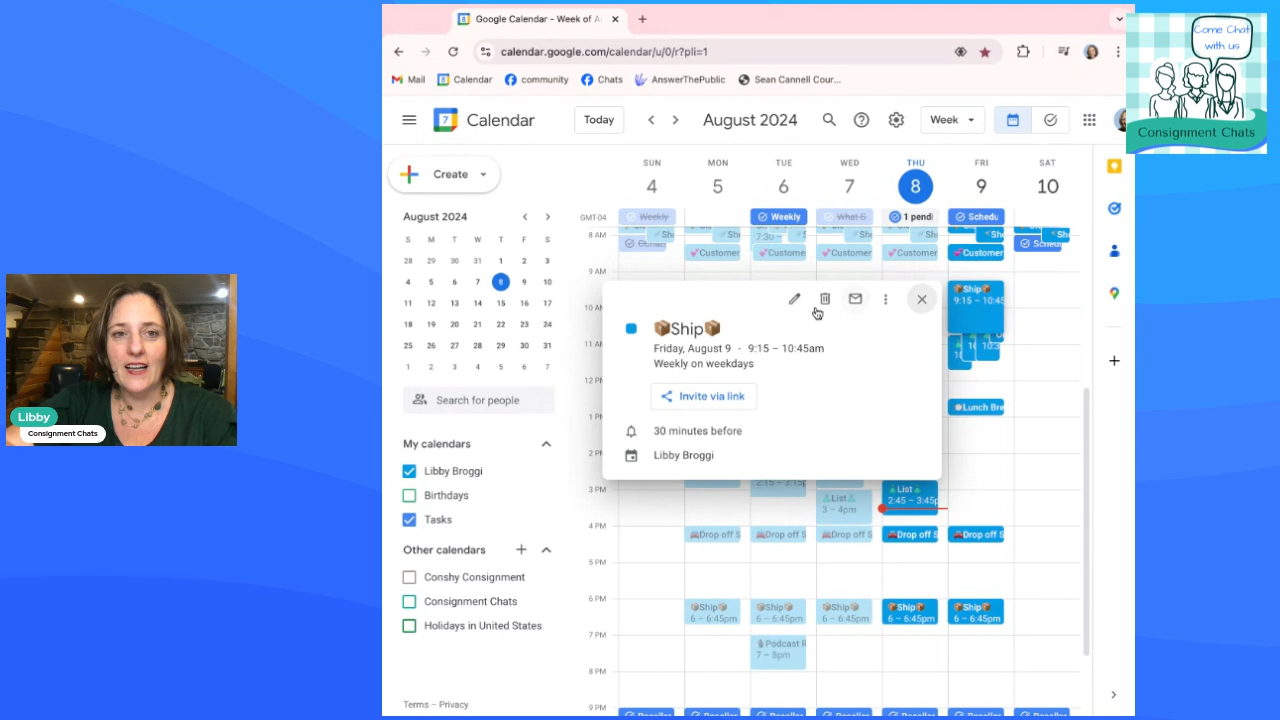 Google Calendar - Week of A
calendar.google.com/calendar/u/0/r?pli=1
Mail
Calendar
community
Chats
AnswerThePublic
Sean Cannell Cour...
Come Chat
with us
Consignment Chats
7
Calendar
Today
August 2024
Week
Create
SUN
MON
TUE
WED
THU
FRI
SAT
4
5
6
7
8
9
10
GMT-04
Weekly
Weekly
What S
1 pendi
Schedu
August 2024
S M T W T F S
28 29 30 31 1 2 3
4 5 6 7 8 9 10
11 12 13 14 15 16 17
18 19 20 21 22 23 24
25 26 27 28 29 30 31
1 2 3 4 5 6 7
8 AM
7:30
Customer
Customer
Customer
Customer
Customer
9 AM
10 AM
11 AM
12 PM
1 PM
2 PM
3 PM
4 PM
5 PM
6 PM
7 PM
8 PM
9 PM
Ship
9:15 – 10:45
Lunch Bre
Ship
Friday, August 9 · 9:15 – 10:45am
Weekly on weekdays
Invite via link
30 minutes before
Libby Broggi
Search for people
My calendars
Libby Broggi
Birthdays
Tasks
Other calendars
Conshy Consignment
Consignment Chats
Holidays in United States
Terms – Privacy
2:15 – 3:15p
List
3 – 4pm
List
2:45 – 3:45p
Drop off S
Drop off S
Drop off S
Drop off S
Drop off S
Ship
6 – 6:45pm
Ship
6 – 6:45pm
Ship
6 – 6:45pm
Ship
6 – 6:45pm
Ship
6 – 6:45pm
Podcast R
7 – 8pm
Libby
Consignment Chats